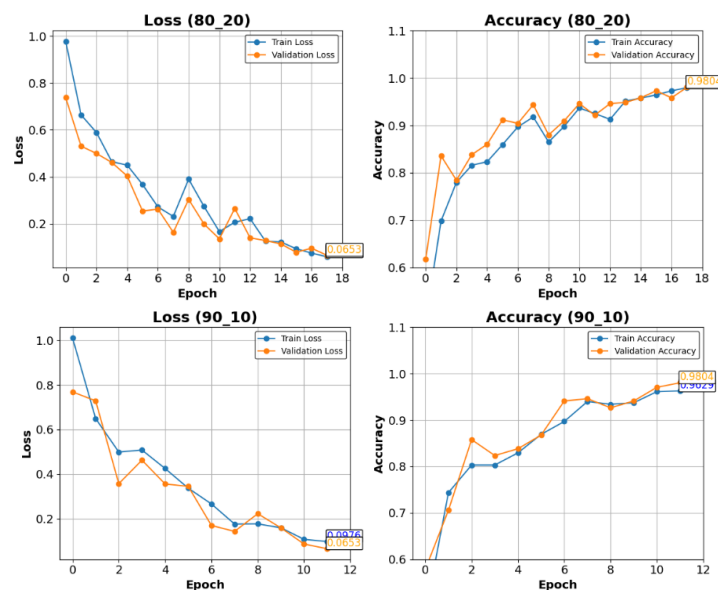 Loss (80_20)
Train Loss
Validation Loss
1.0
0.8
0.6
0.4
0.2
0.0653
0 2 4 6 8 10 12 14 16 18
Loss
Epoch
Accuracy (80_20)
Train Accuracy
Validation Accuracy
1.1
1.0
0.9
0.8
0.7
0.6
0.9804
0 2 4 6 8 10 12 14 16 18
Accuracy
Epoch
Loss (90_10)
Train Loss
Validation Loss
1.0
0.8
0.6
0.4
0.2
0.0976
0.0653
0 2 4 6 8 10 12
Loss
Epoch
Accuracy (90_10)
Train Accuracy
Validation Accuracy
1.1
1.0
0.9
0.8
0.7
0.6
0.9804
0.9629
0 2 4 6 8 10 12
Accuracy
Epoch